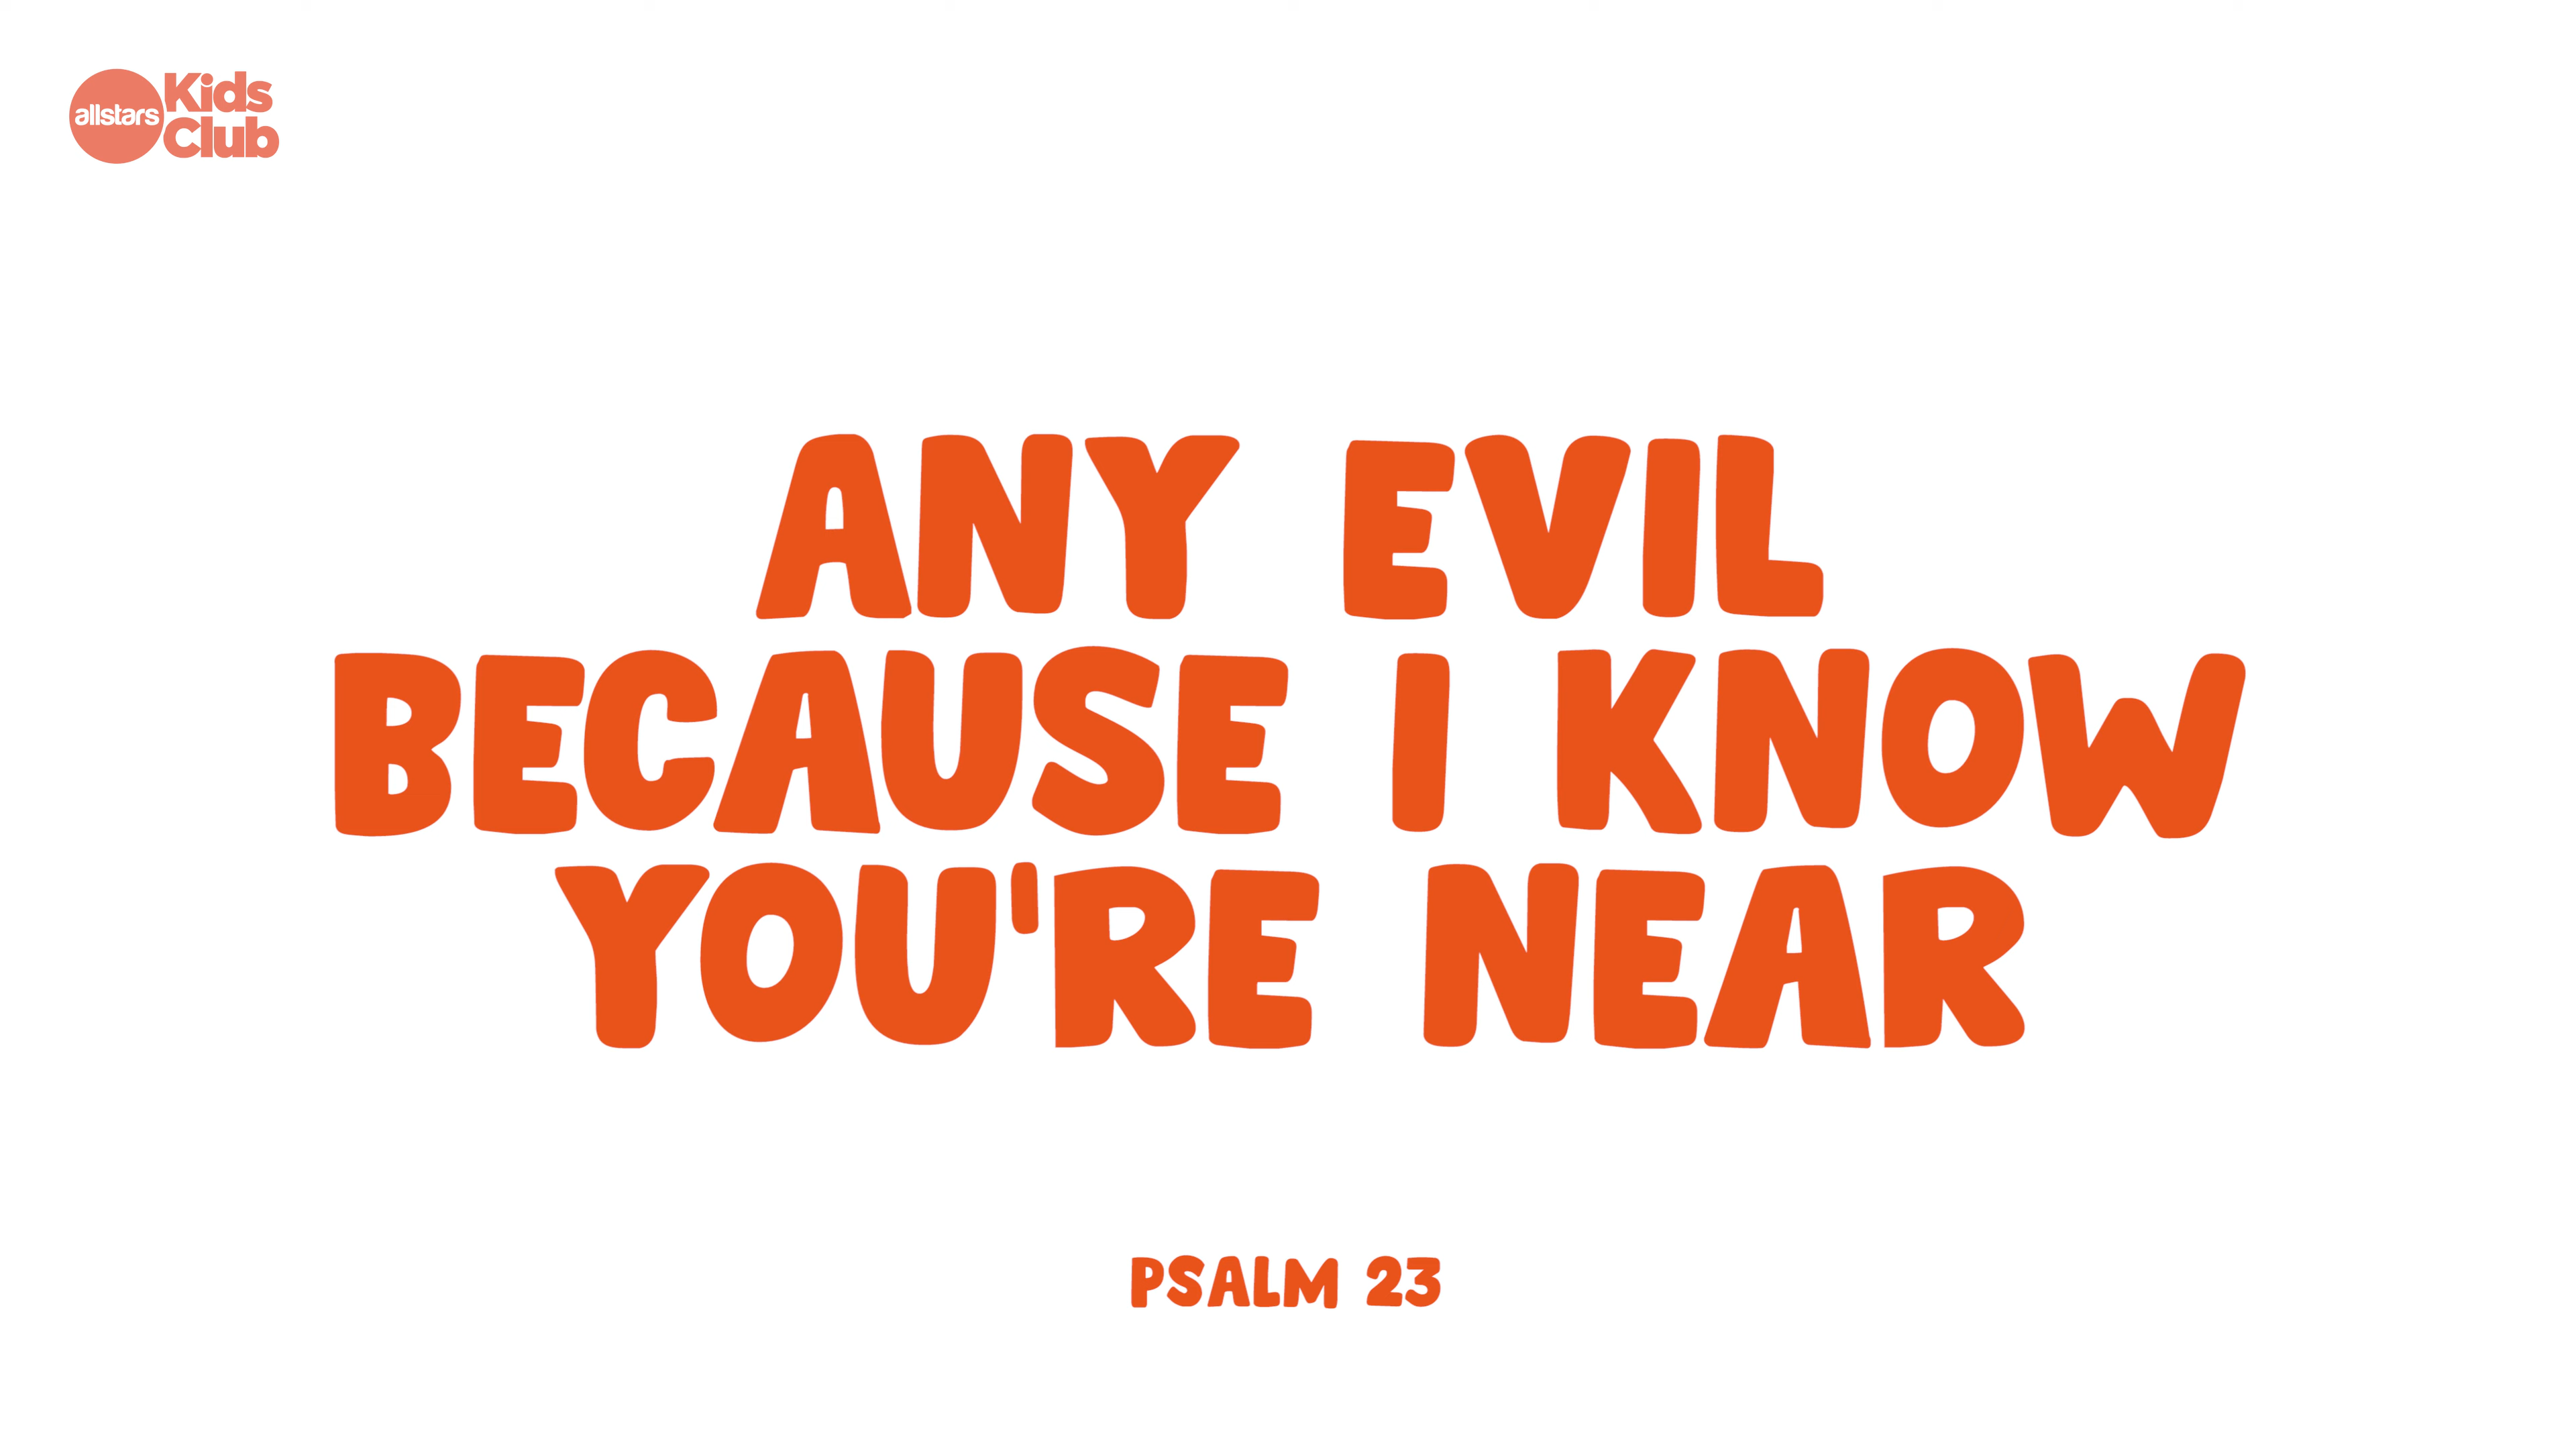 allstars
Kids
Club
ANY EVIL
BECAUSE I KNOW
YOU'RE NEAR
PSALM 23